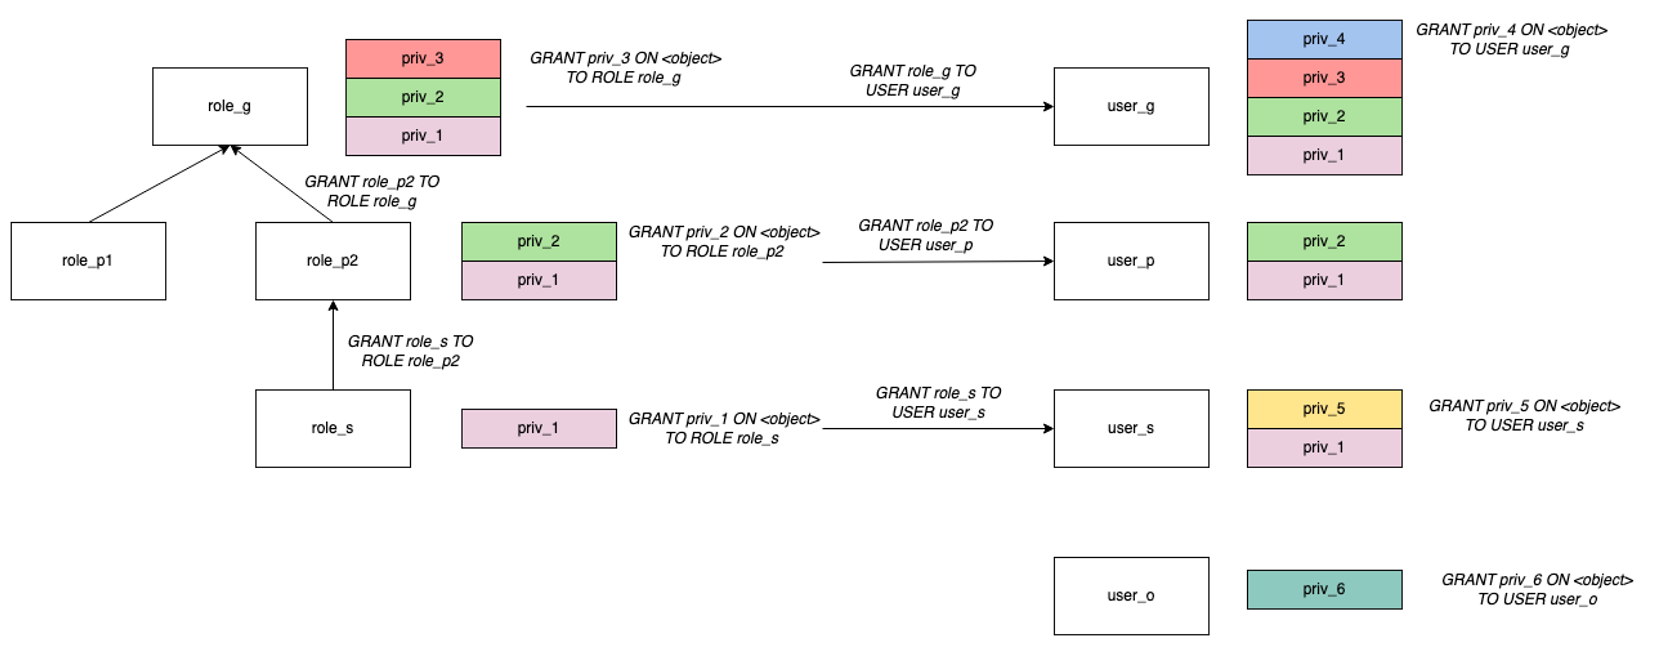 priv_4
GRANT priv_4 ON <object>
TO USER user_g
priv_3
priv_2
priv_1
role_g
priv_3
priv_2
priv_1
GRANT priv_3 ON <object>
TO ROLE role_g
GRANT role_g TO
USER user_g
user_g
GRANT role_p2 TO
ROLE role_g
role_p1
role_p2
priv_2
priv_1
GRANT priv_2 ON <object>
TO ROLE role_p2
GRANT role_p2 TO
USER user_p
user_p
priv_2
priv_1
GRANT role_s TO
ROLE role_p2
role_s
priv_1
GRANT priv_1 ON <object>
TO ROLE role_s
GRANT role_s TO
USER user_s
user_s
priv_5
priv_1
GRANT priv_5 ON <object>
TO USER user_s
user_o
priv_6
GRANT priv_6 ON <object>
TO USER user_o